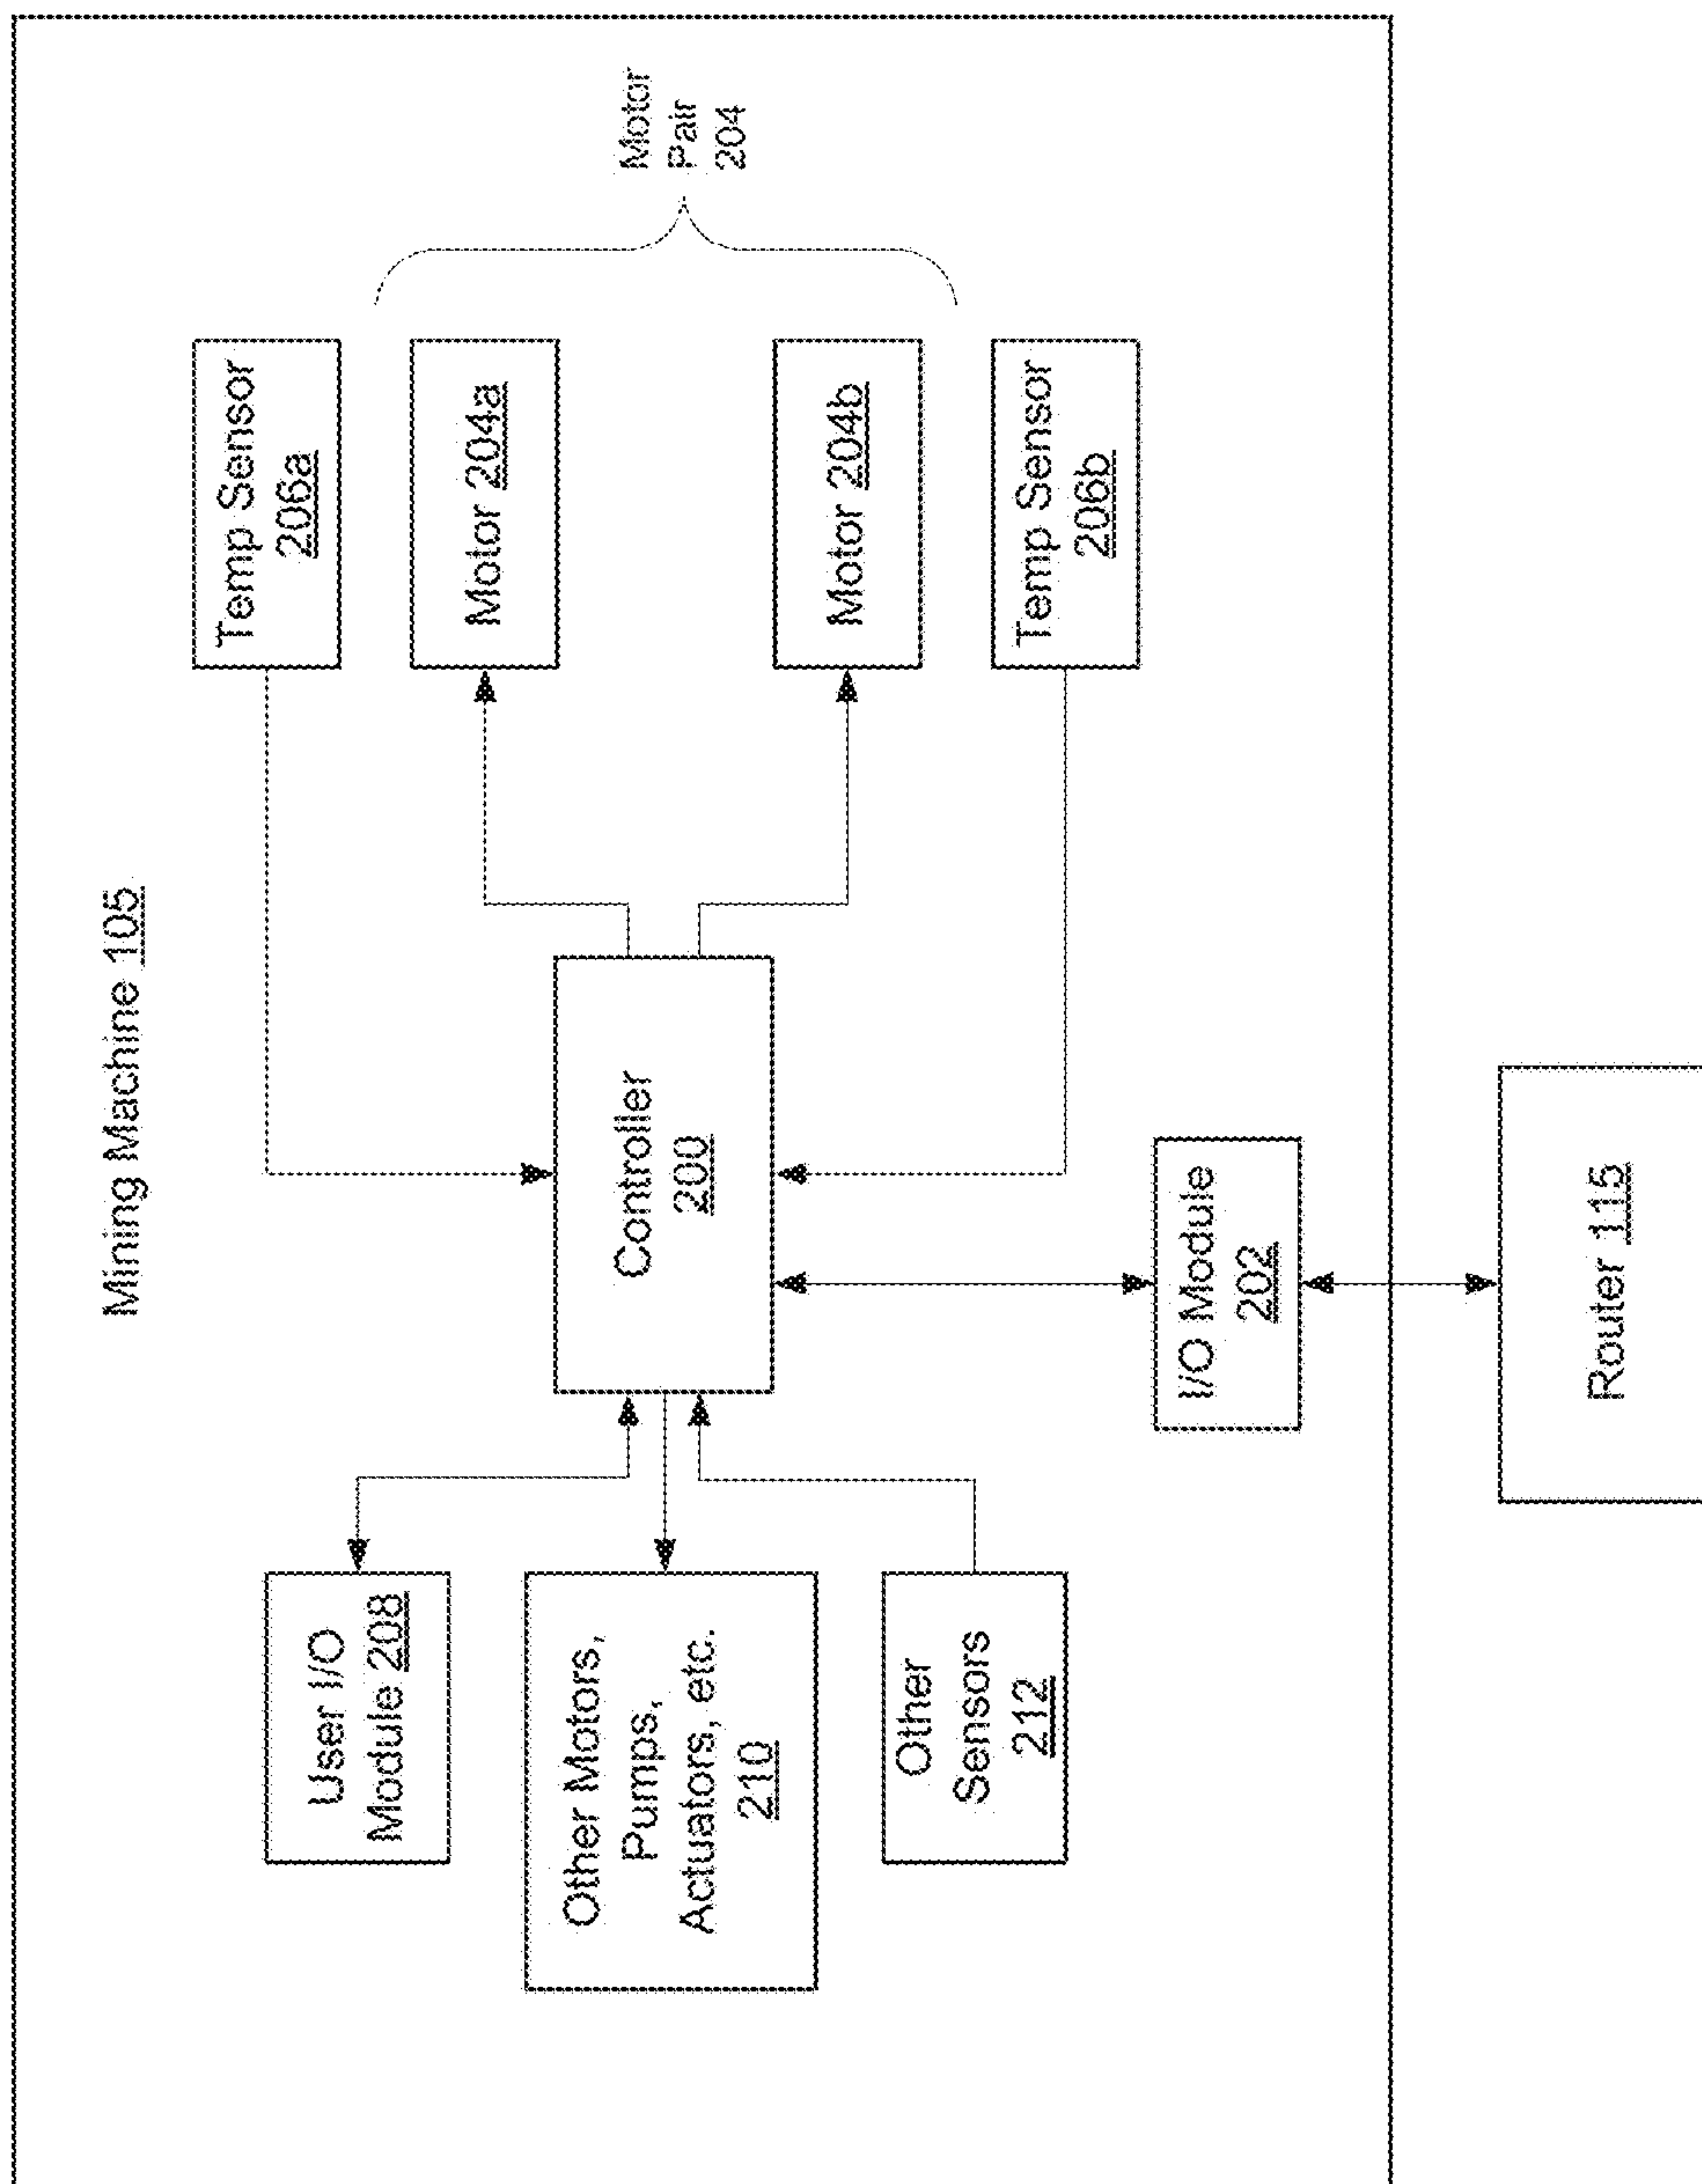 Mining Machine 105
User I/O
Module 208
Other Motors,
Pumps,
Actuators, etc.
210
Other
Sensors
212
Controller
200
Temp Sensor
206a
Motor 204a
Motor 204b
Temp Sensor
206b
Motor
Pair
204
I/O Module
202
Router 115